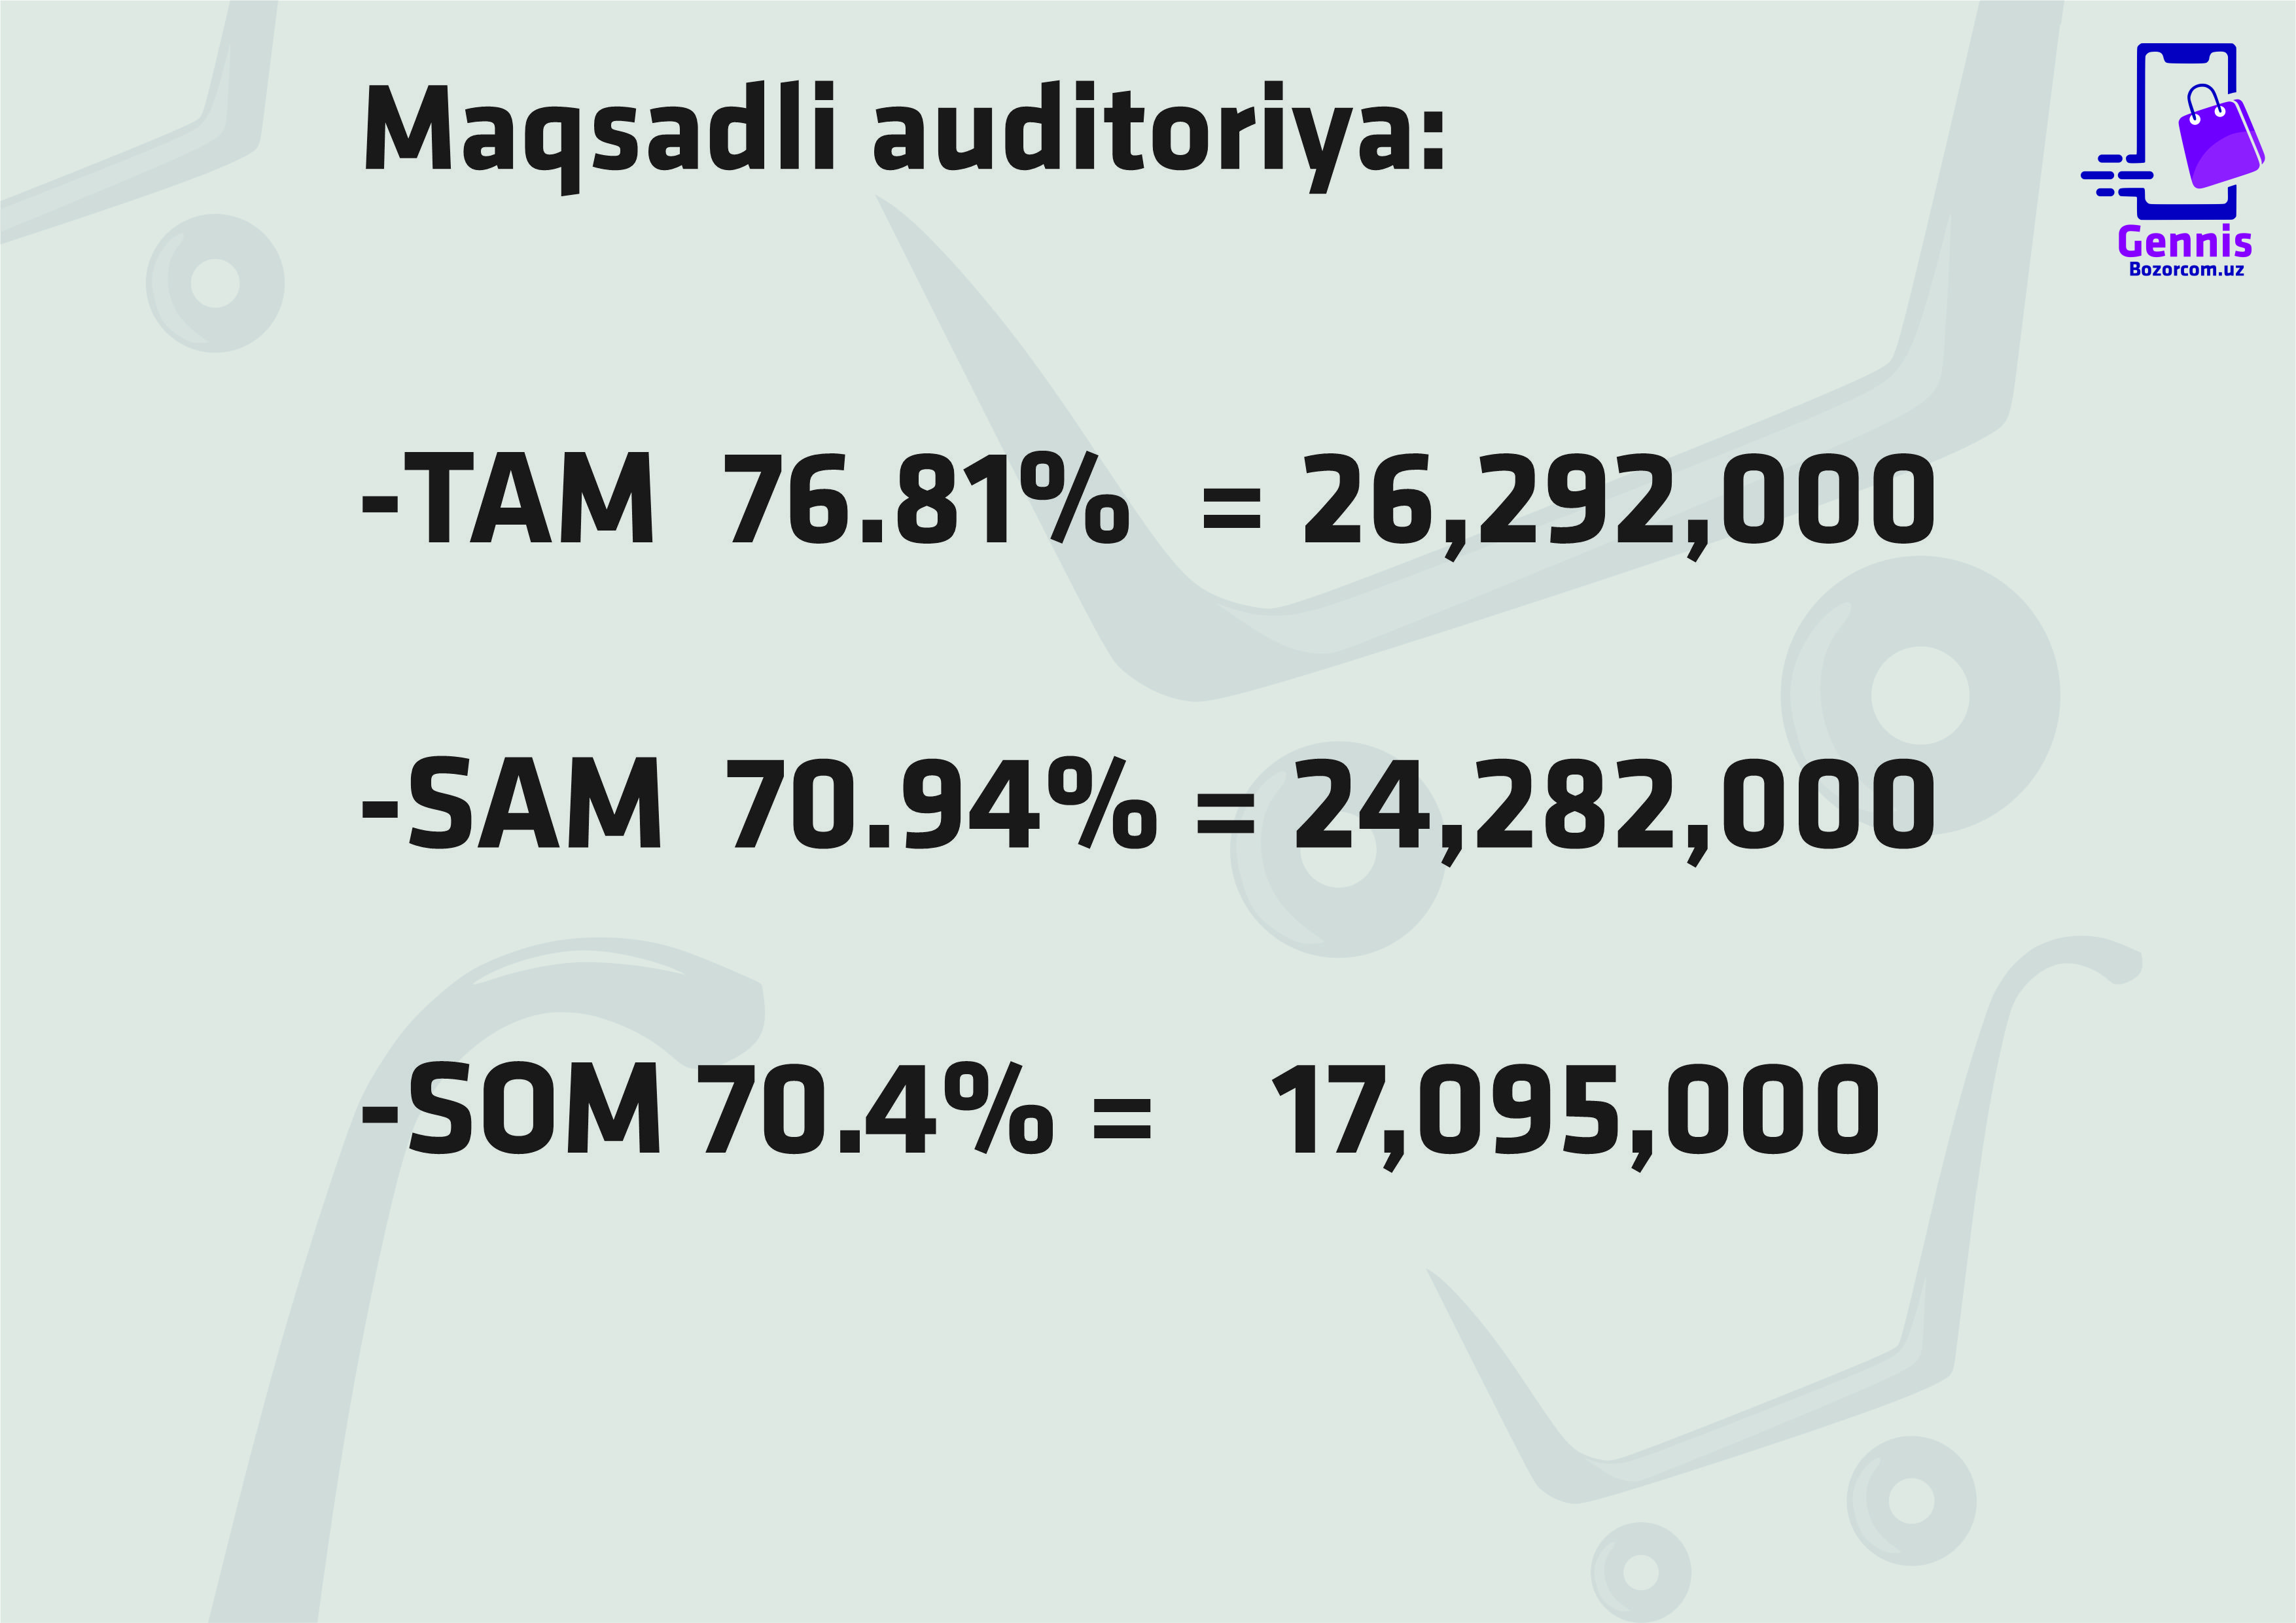 Maqsadli auditoriya:
Gennis
Bozorcom.uz
-TAM 76.81% = 26,292,000
-SAM 70.94% = 24,282,000
-SOM 70.4% = 17,095,000